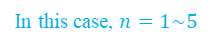 In this case, n = 1~5